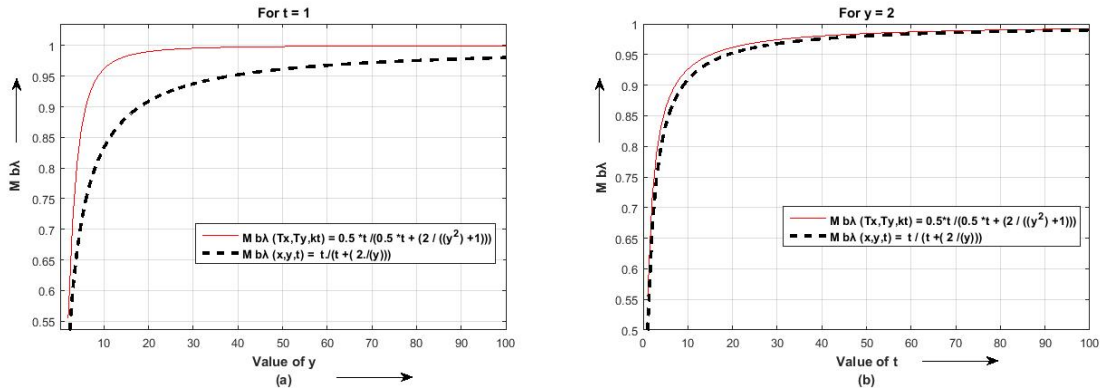 For t = 1
M bλ
1
0.95
0.9
0.85
0.8
0.75
0.7
0.65
0.6
0.55
M bλ (Tx,Ty,kt) = 0.5 *t /(0.5 *t + (2 / ((y²) +1)))
M bλ (x,y,t) = t./(t +( 2./(y)))
10 20 30 40 50 60 70 80 90 100
Value of y
(a)
For y = 2
M bλ
1
0.95
0.9
0.85
0.8
0.75
0.7
0.65
0.6
0.55
0.5
M bλ (Tx,Ty,kt) = 0.5*t /(0.5 *t + (2 / ((y²) +1)))
M bλ (x,y,t) = t / (t +( 2 /(y)))
0 10 20 30 40 50 60 70 80 90 100
Value of t
(b)